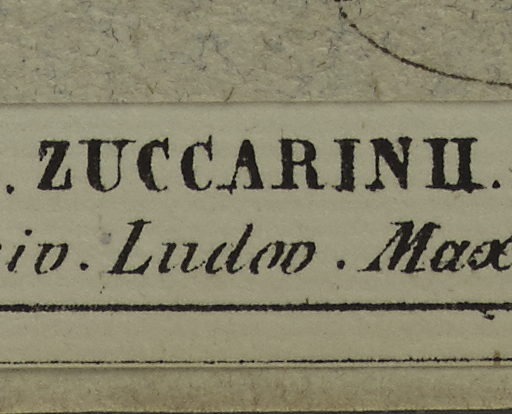 . ZUCCARINII.
iv. Ludov. Max